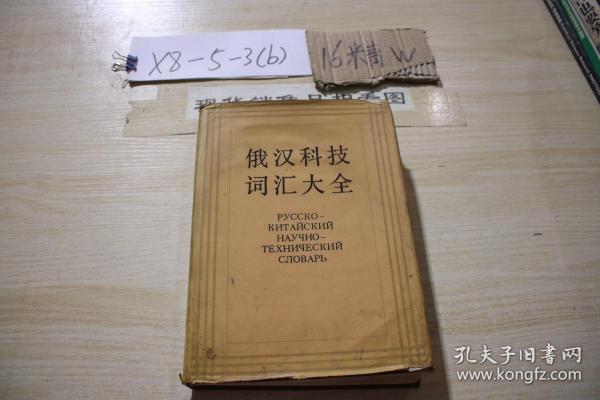 X8-5-3(b)
16精W
俄汉科技
词汇大全
РУССКО-
КИТАЙСКИЙ
НАУЧНО-
ТЕХНИЧЕСКИЙ
СЛОВАРЬ
孔夫子旧书网
www.kongfz.com